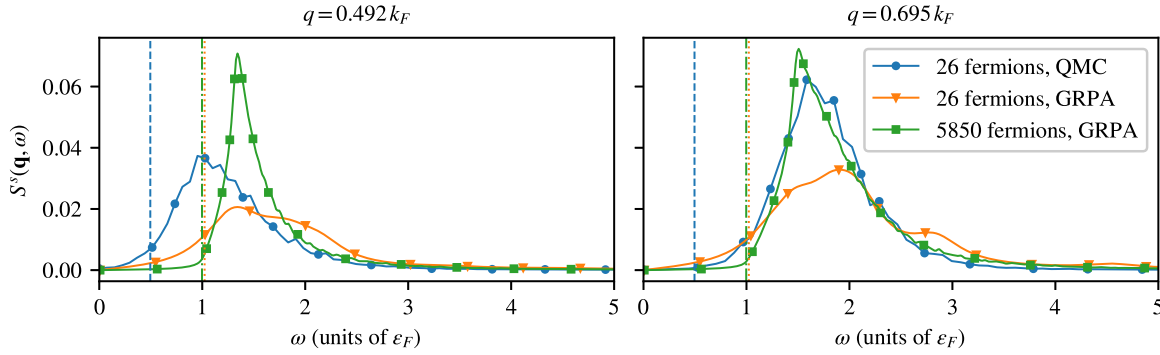 q = 0.492 k_F
q = 0.695 k_F
S^s(q, ω)
0.06
0.04
0.02
0.00
26 fermions, QMC
26 fermions, GRPA
5850 fermions, GRPA
0 1 2 3 4 5
0 1 2 3 4 5
ω (units of ε_F)
ω (units of ε_F)